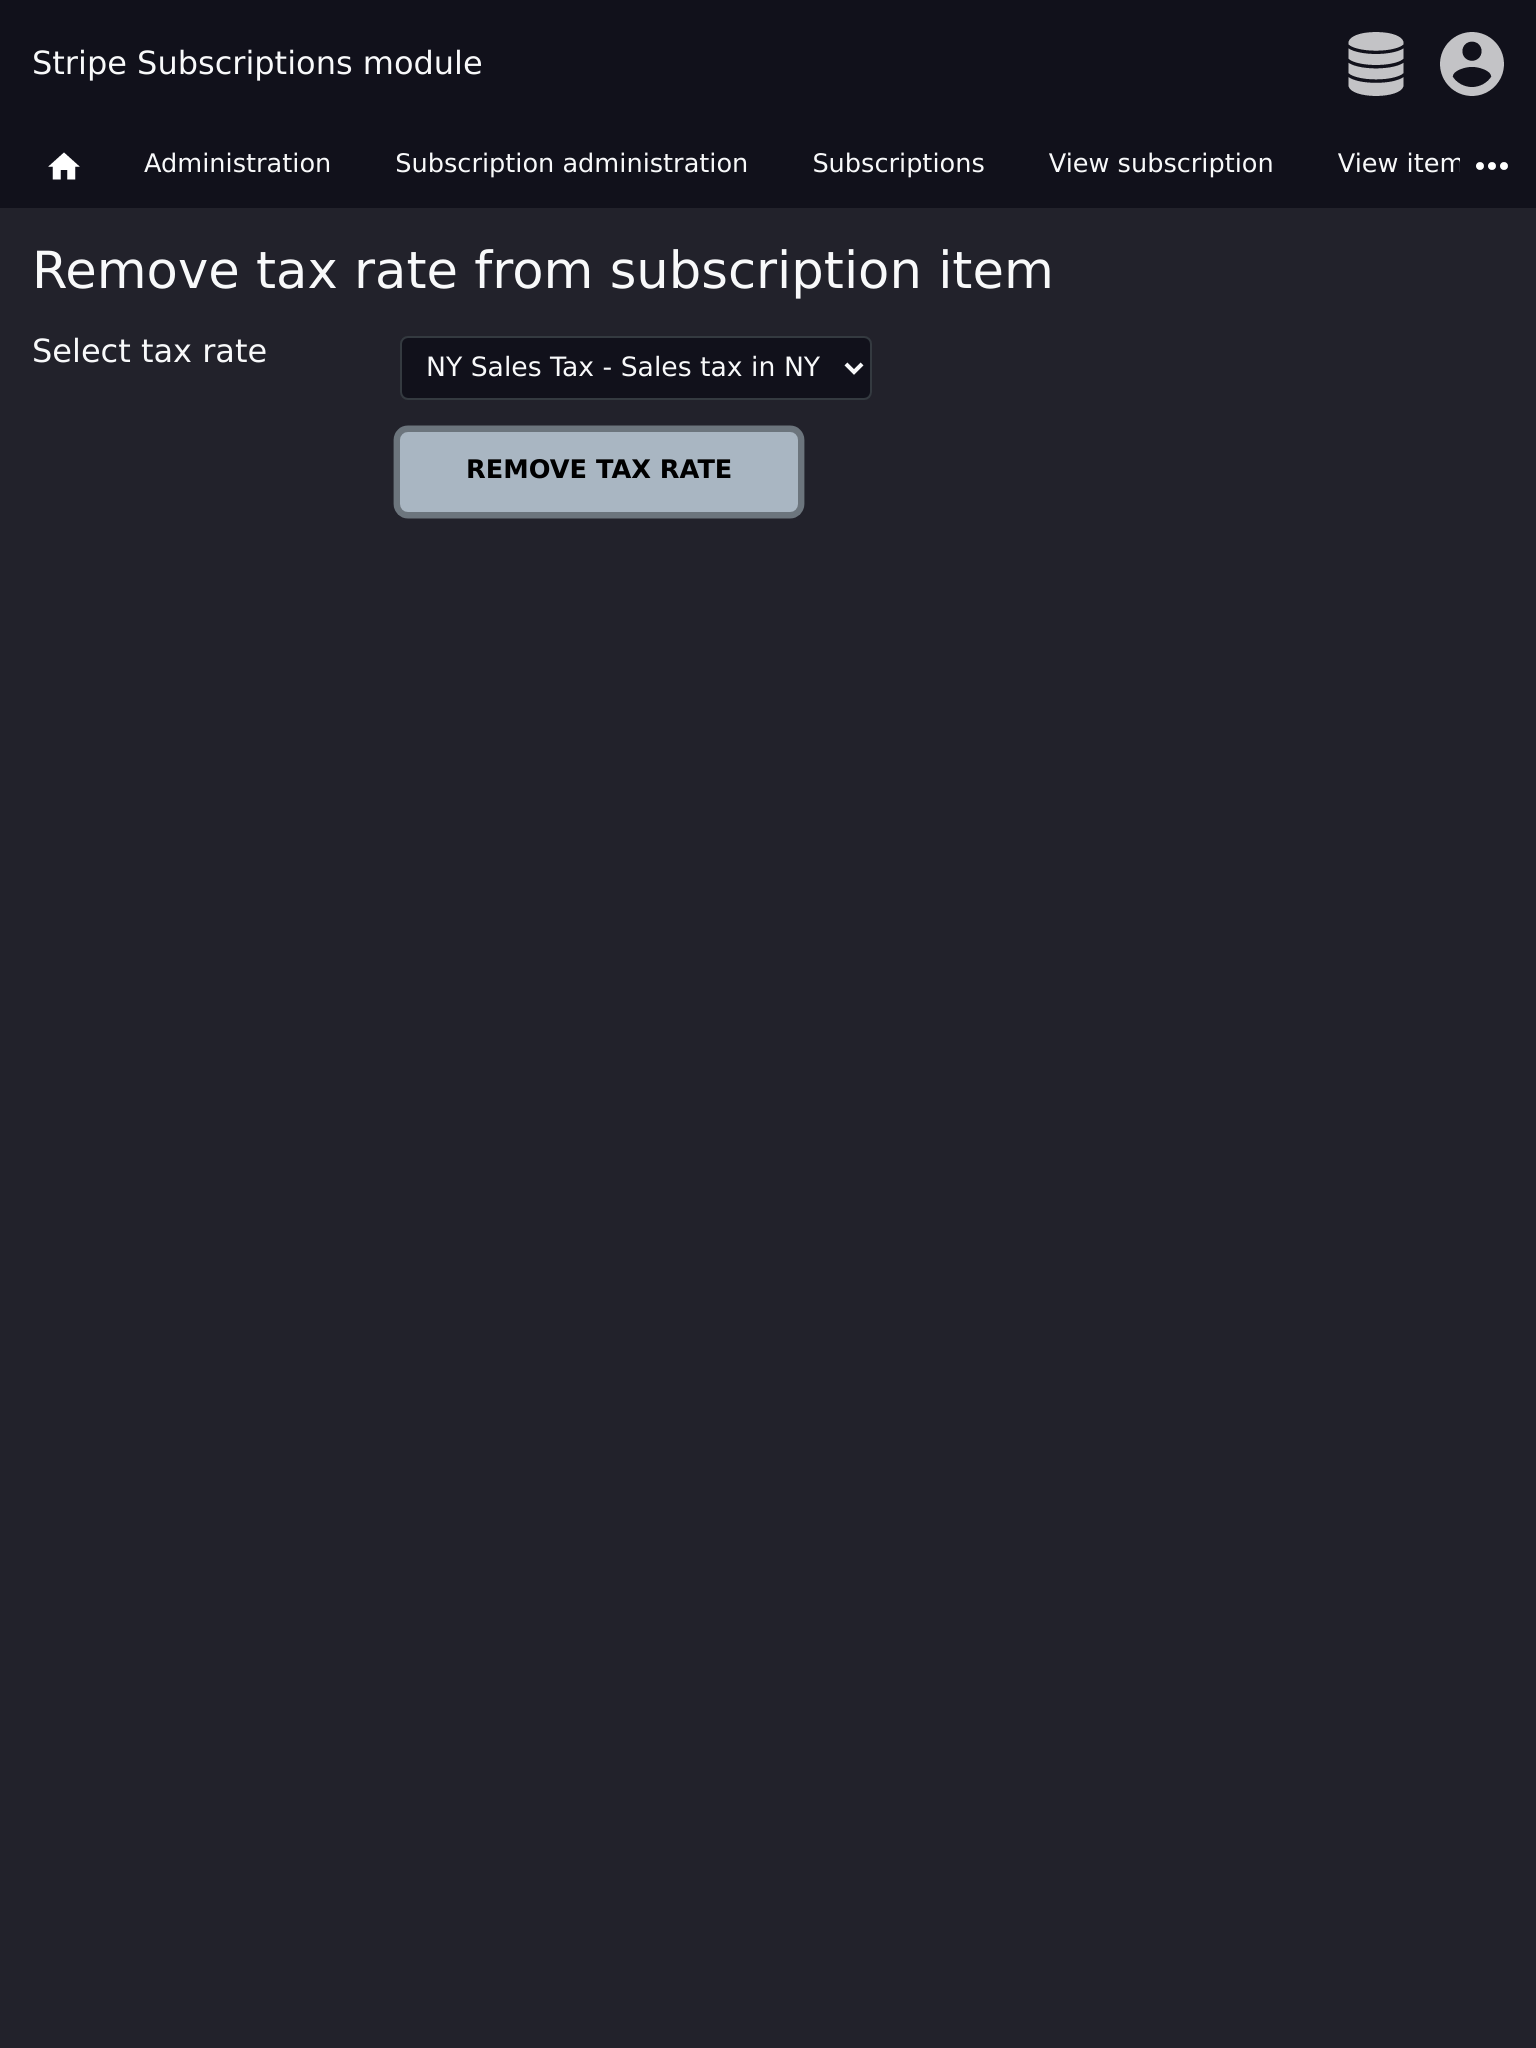 Stripe Subscriptions module
Administration Subscription administration Subscriptions View subscription View item
Remove tax rate from subscription item
Select tax rate
NY Sales Tax - Sales tax in NY
REMOVE TAX RATE